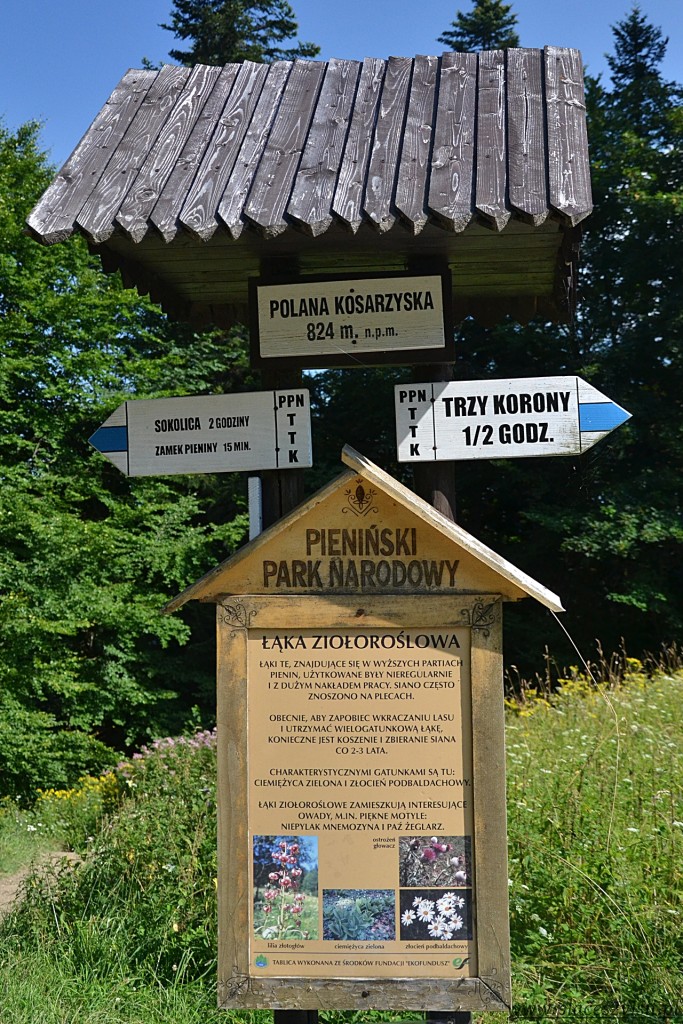 POLANA KOSARZYSKA
824 m. n.p.m.
SOKOLICA 2 GODZINY
ZAMEK PIENINY 15 MIN.
PPN
T
T
K
PPN
T
T
K
TRZY KORONY
1/2 GODZ.
PIENIŃSKI
PARK NARODOWY
ŁĄKA ZIOŁOROŚLOWA
ŁĄKI TE, ZNAJDUJĄCE SIĘ W WYŻSZYCH PARTIACH
PIENIN, UŻYTKOWANE BYŁY NIEREGULARNIE
I Z DUŻYM NAKŁADEM PRACY. SIANO CZĘSTO
ZNOSZONO NA PLECACH.
OBECNIE, ABY ZAPOBIEC WKRACZANIU LASU
I UTRZYMAĆ WIELOGATUNKOWĄ ŁĄKĘ,
KONIECZNE JEST KOSZENIE I ZBIERANIE SIANA
CO 2-3 LATA.
CHARAKTERYSTYCZNYMI GATUNKAMI SĄ TU:
CIEMIĘŻYCA ZIELONA I ZŁOCIEŃ PODBALDACHOWY.
ŁĄKI ZIOŁOROŚLOWE ZAMIESZKUJĄ INTERESUJĄCE
OWADY, M.IN. PIĘKNE MOTYLE:
NIEPYLAK MNEMOZYNA I PAŹ ŻEGLARZ.
ostrożeń
głowacz
lilia złotogłów
ciemiężyca zielona
złocień podbaldachowy
TABLICA WYKONANA ZE ŚRODKÓW FUNDACJI "EKOFUNDUSZ"